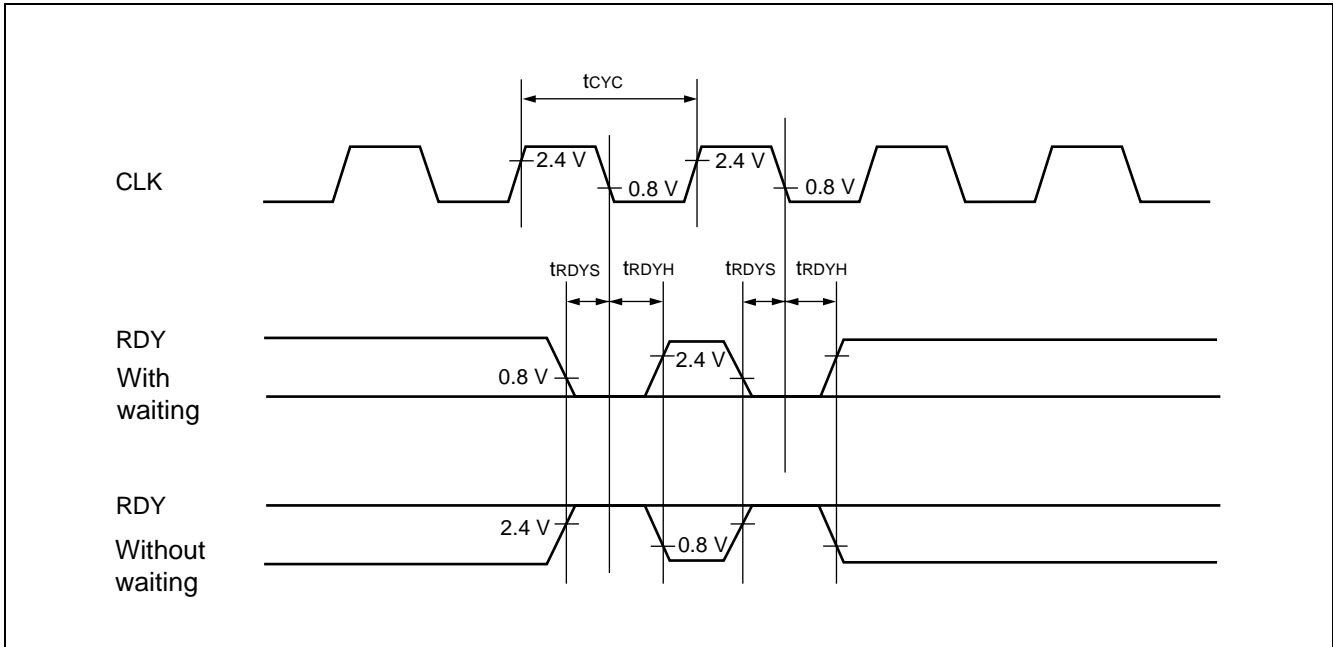 tCYC
CLK
2.4 V
0.8 V
2.4 V
0.8 V
tRDYS
tRDYH
tRDYS
tRDYH
RDY
With
waiting
0.8 V
2.4 V
RDY
Without
waiting
2.4 V
0.8 V